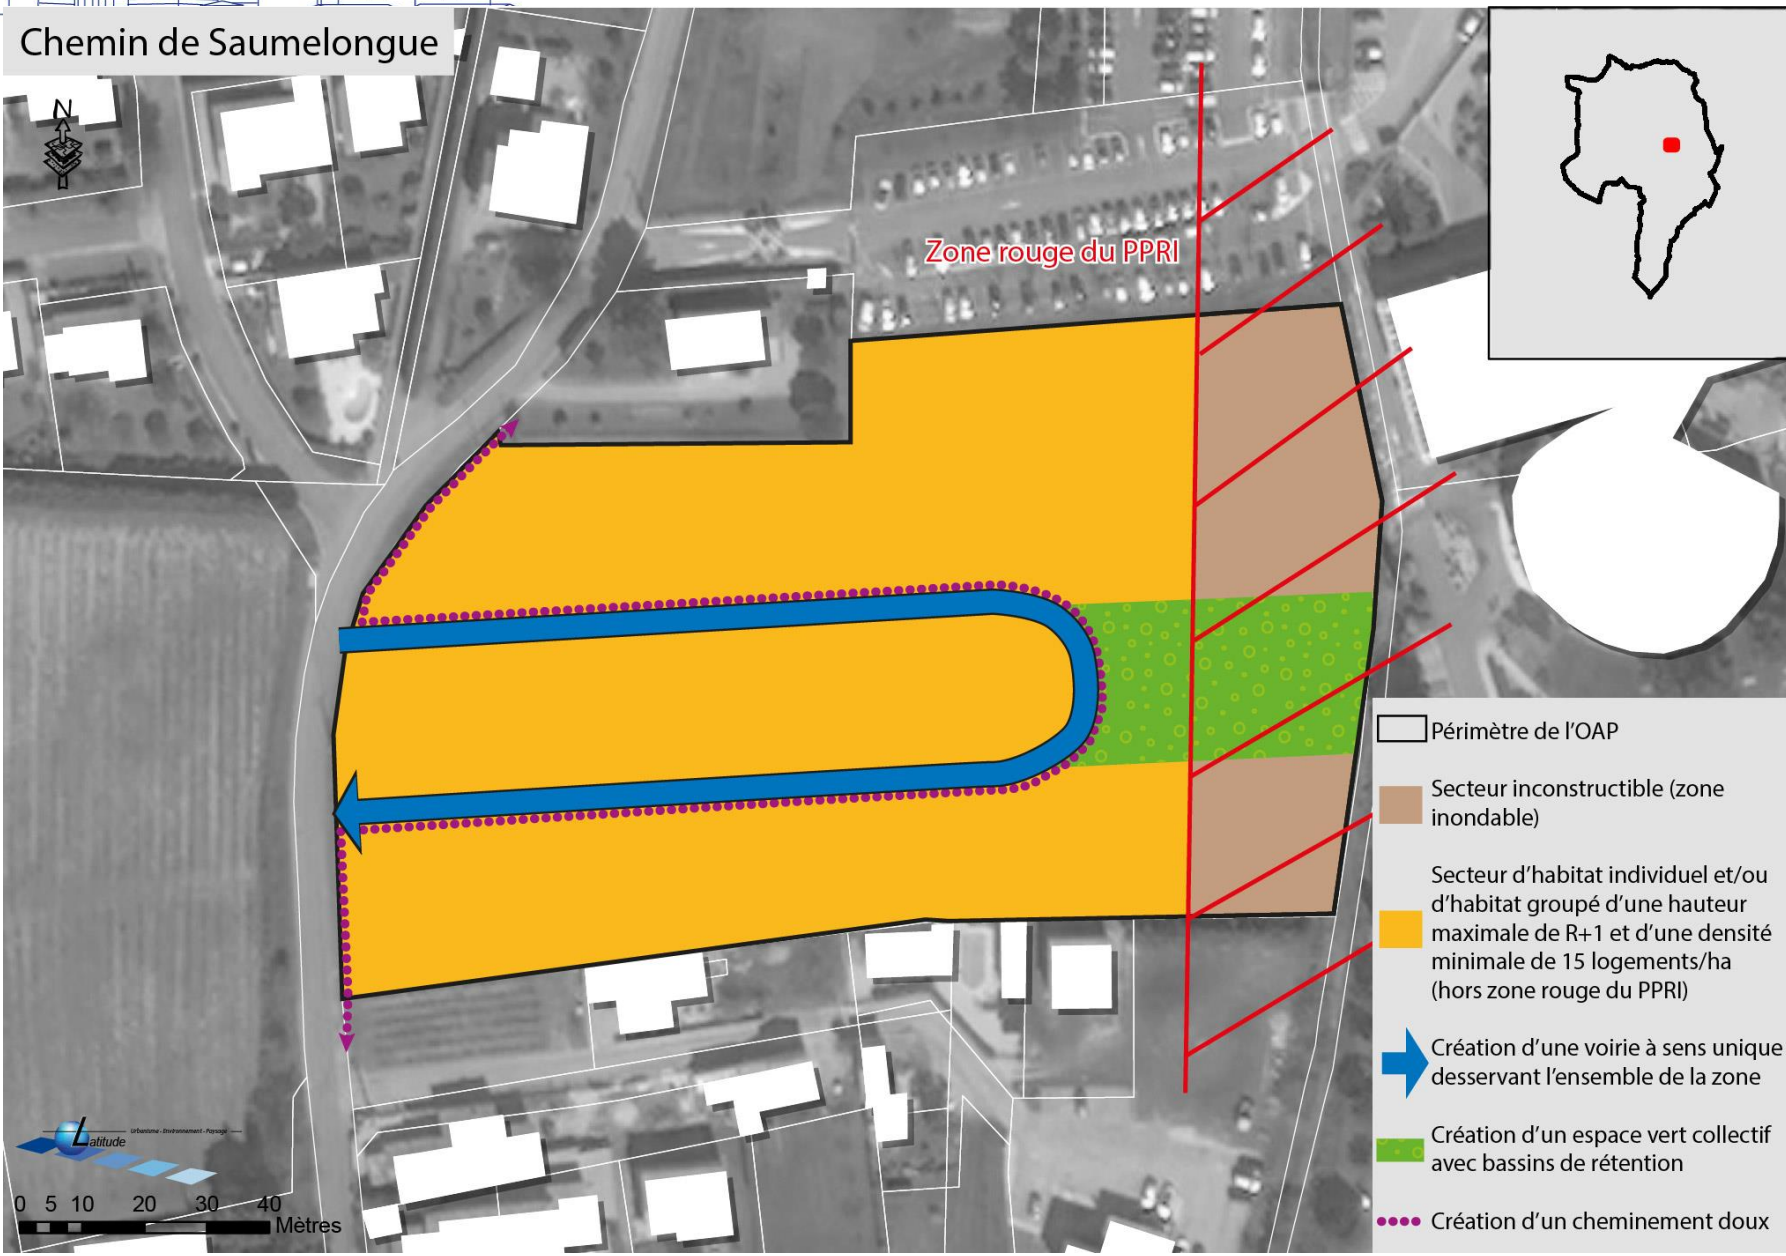 Chemin de Saumelongue
N
Zone rouge du PPRI
Périmètre de l'OAP
Secteur inconstructible (zone
inondable)
Secteur d'habitat individuel et/ou
d'habitat groupé d'une hauteur
maximale de R+1 et d'une densité
minimale de 15 logements/ha
(hors zone rouge du PPRI)
Création d'une voirie à sens unique
desservant l'ensemble de la zone
Création d'un espace vert collectif
avec bassins de rétention
Création d'un cheminement doux
Urbanisme - Environnement - Paysage
Latitude
0 5 10 20 30 40
Mètres